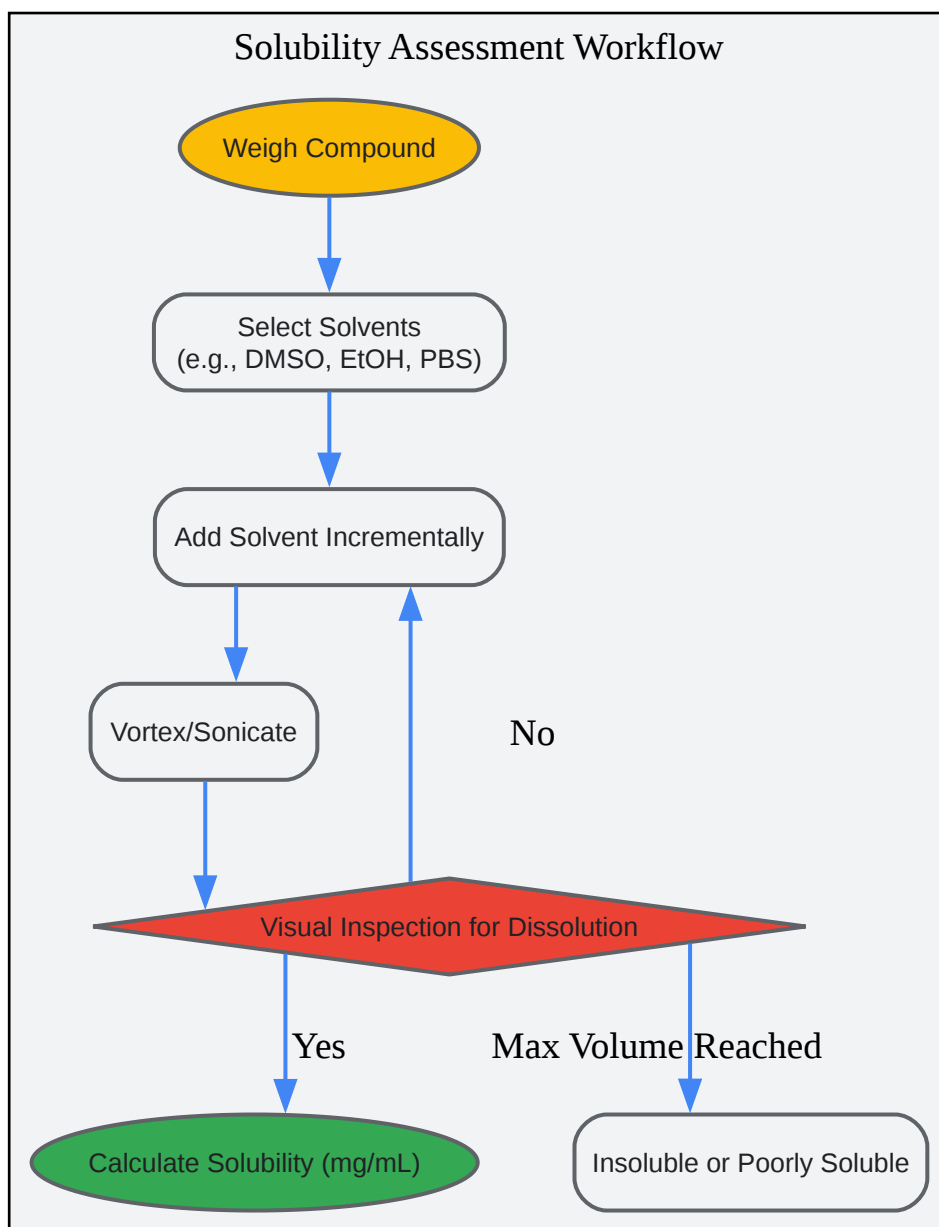 Solubility Assessment Workflow
Weigh Compound
Select Solvents
(e.g., DMSO, EtOH, PBS)
Add Solvent Incrementally
Vortex/Sonicate
No
Visual Inspection for Dissolution
Yes
Max Volume Reached
Calculate Solubility (mg/mL)
Insoluble or Poorly Soluble